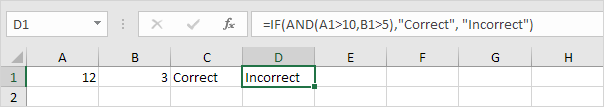 D1 fx =IF(AND(A1>10,B1>5),"Correct", "Incorrect")
A B C D E F G H
1 12 3 Correct Incorrect
2